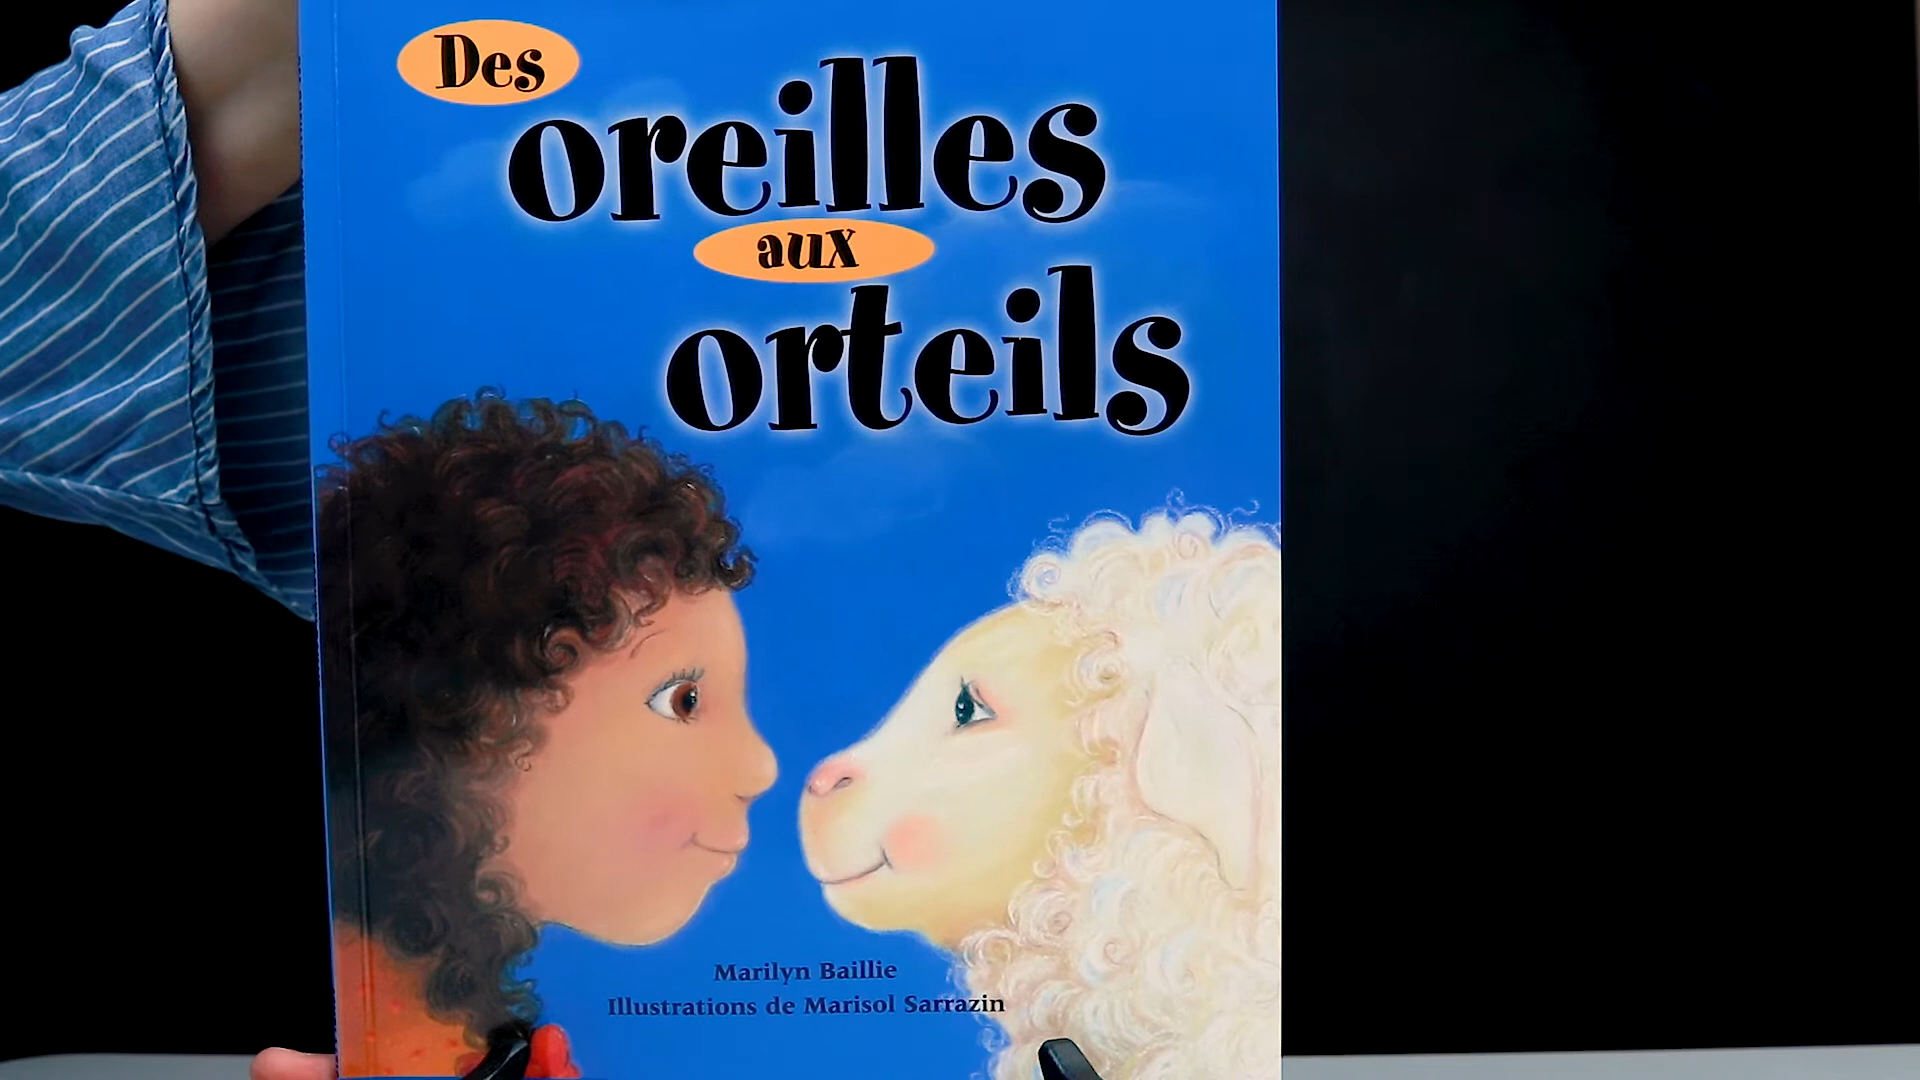 Des
oreilles
aux
orteils
Marilyn Baillie
Illustrations de Marisol Sarrazin